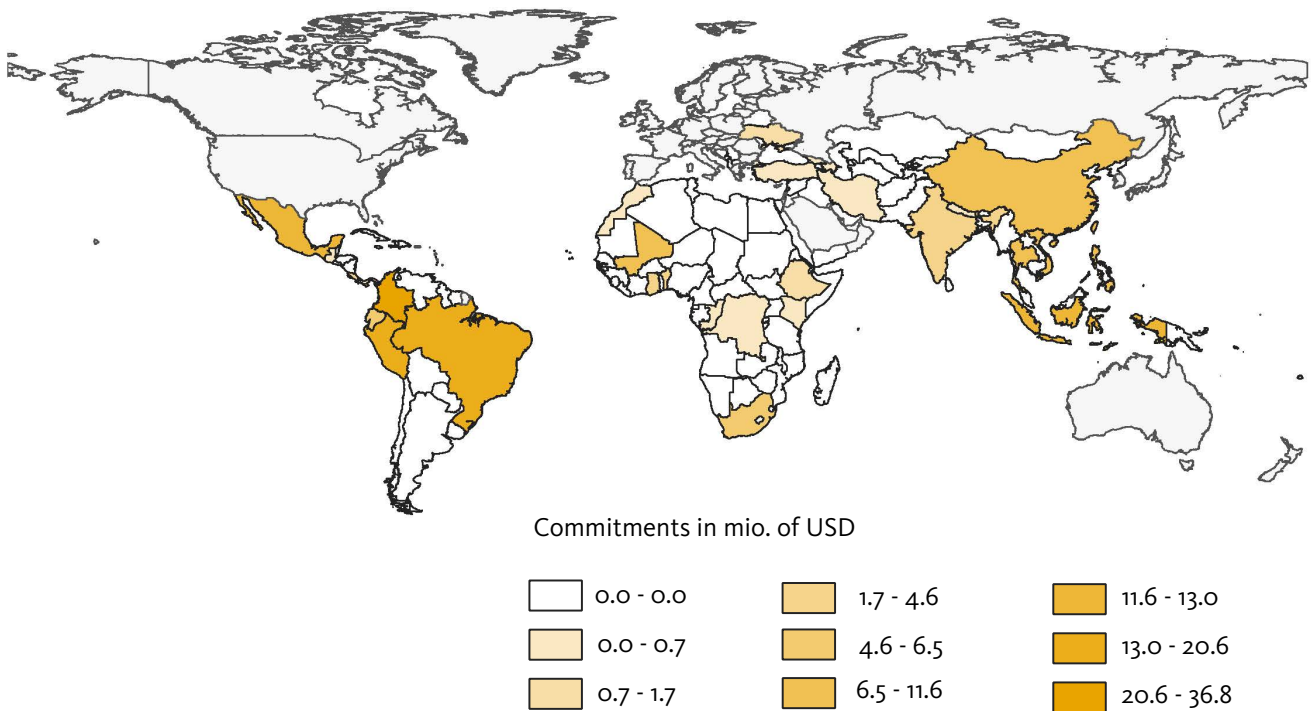 Commitments in mio. of USD
0.0 - 0.0
0.0 - 0.7
0.7 - 1.7
1.7 - 4.6
4.6 - 6.5
6.5 - 11.6
11.6 - 13.0
13.0 - 20.6
20.6 - 36.8